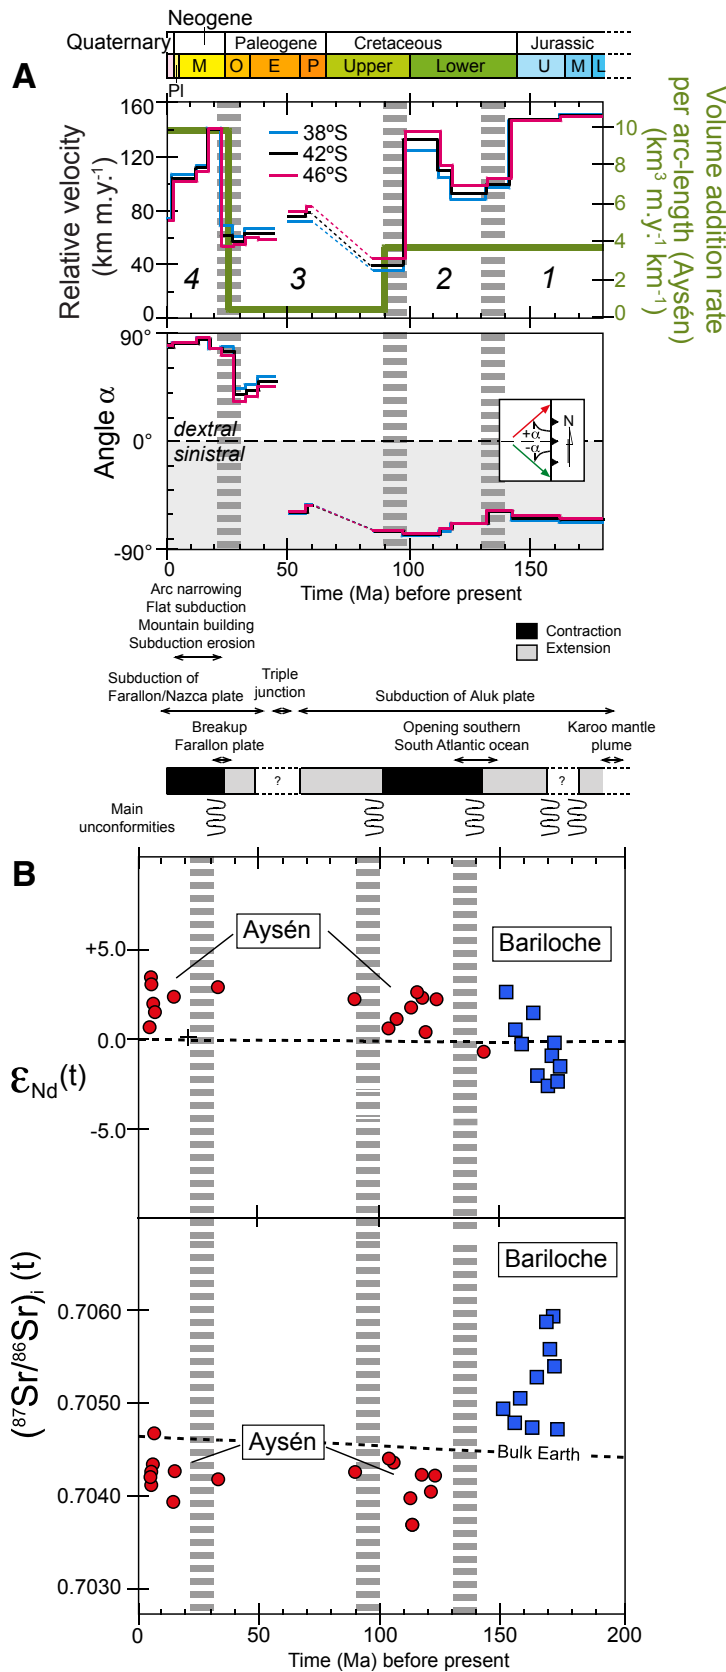 Neogene
Quaternary
Paleogene
Cretaceous
Jurassic
M O E P Upper Lower U M L
A
Pl
160
120
80
40
0
Relative velocity
(km m.y.-1)
38ºS
42ºS
46ºS
4 3 2 1
10
8
6
4
2
0
Volume addition rate
per arc-length (Aysén)
(km3 m.y.-1 km-1)
90°
0°
-90°
Angle α
dextral
sinistral
N
+α
-α
0 50 100 150
Time (Ma) before present
Arc narrowing
Flat subduction
Mountain building
Subduction erosion
Contraction
Extension
Subduction of
Farallon/Nazca plate
Triple
junction
Subduction of Aluk plate
Breakup
Farallon plate
Opening southern
South Atlantic ocean
Karoo mantle
plume
? ?
Main
unconformities
B
Aysén
Bariloche
+5.0
0.0
-5.0
εNd(t)
Bariloche
0.7060
0.7050
0.7040
0.7030
(87Sr/86Sr)i (t)
Aysén
Bulk Earth
0 50 100 150 200
Time (Ma) before present